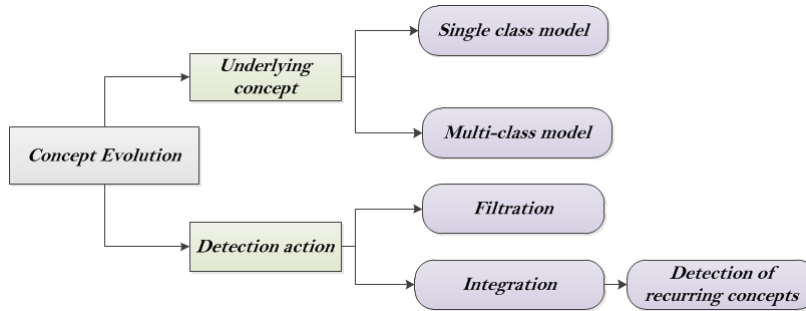 Single class model
Underlying
concept
Multi-class model
Concept Evolution
Filtration
Detection action
Integration
Detection of
recurring concepts